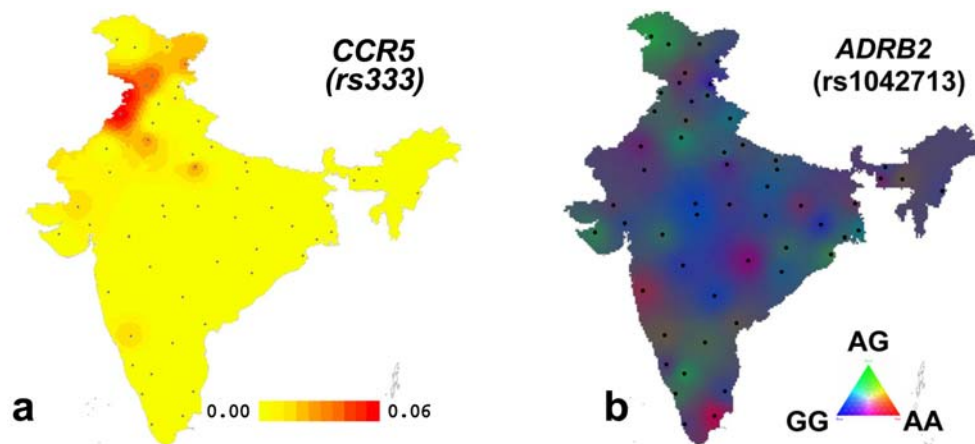 CCR5
(rs333)
a
0.00
0.06
ADRB2
(rs1042713)
b
AG
GG
AA